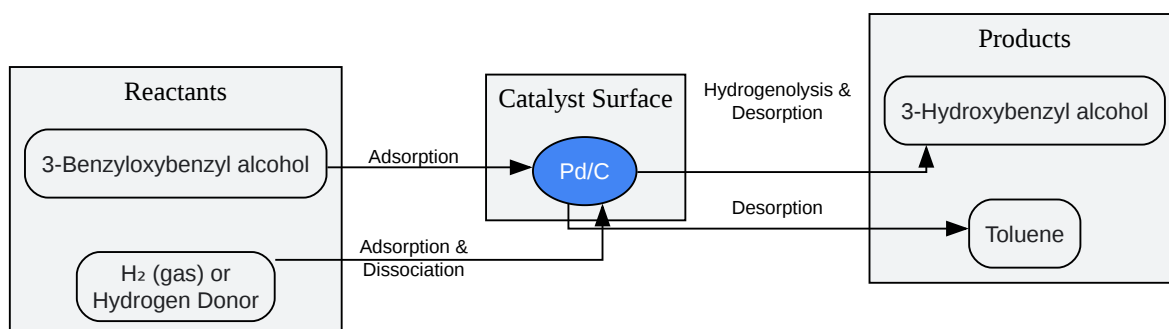 Reactants
3-Benzyloxybenzyl alcohol
H₂ (gas) or
Hydrogen Donor
Adsorption
Adsorption &
Dissociation
Catalyst Surface
Pd/C
Hydrogenolysis &
Desorption
Desorption
Products
3-Hydroxybenzyl alcohol
Toluene